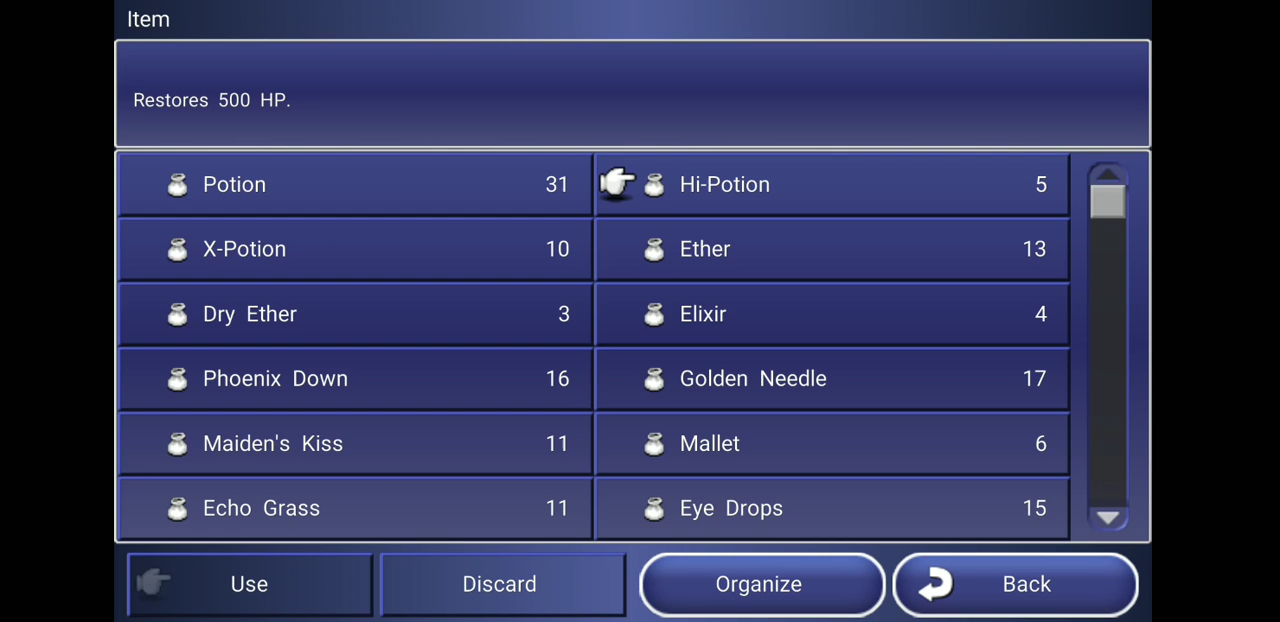 Item
Restores 500 HP.
Potion 31 Hi-Potion 5
X-Potion 10 Ether 13
Dry Ether 3 Elixir 4
Phoenix Down 16 Golden Needle 17
Maiden's Kiss 11 Mallet 6
Echo Grass 11 Eye Drops 15
Use Discard Organize Back